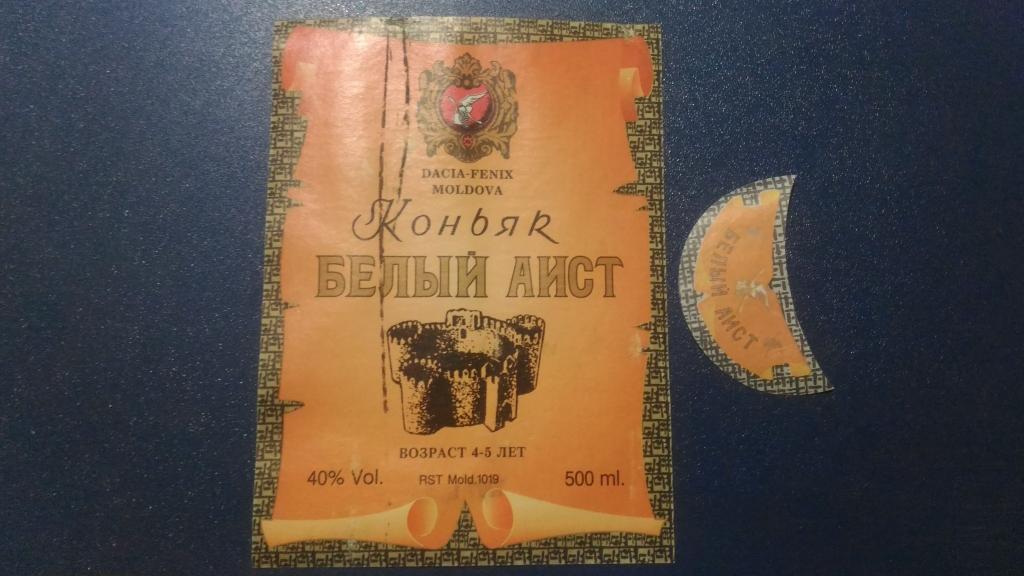 DACIA-FENIX
MOLDOVA
Коньяк
БЕЛЫЙ АИСТ
ВОЗРАСТ 4-5 ЛЕТ
40% Vol.
RST Mold.1019
500 ml.
БЕЛЫЙ АИСТ